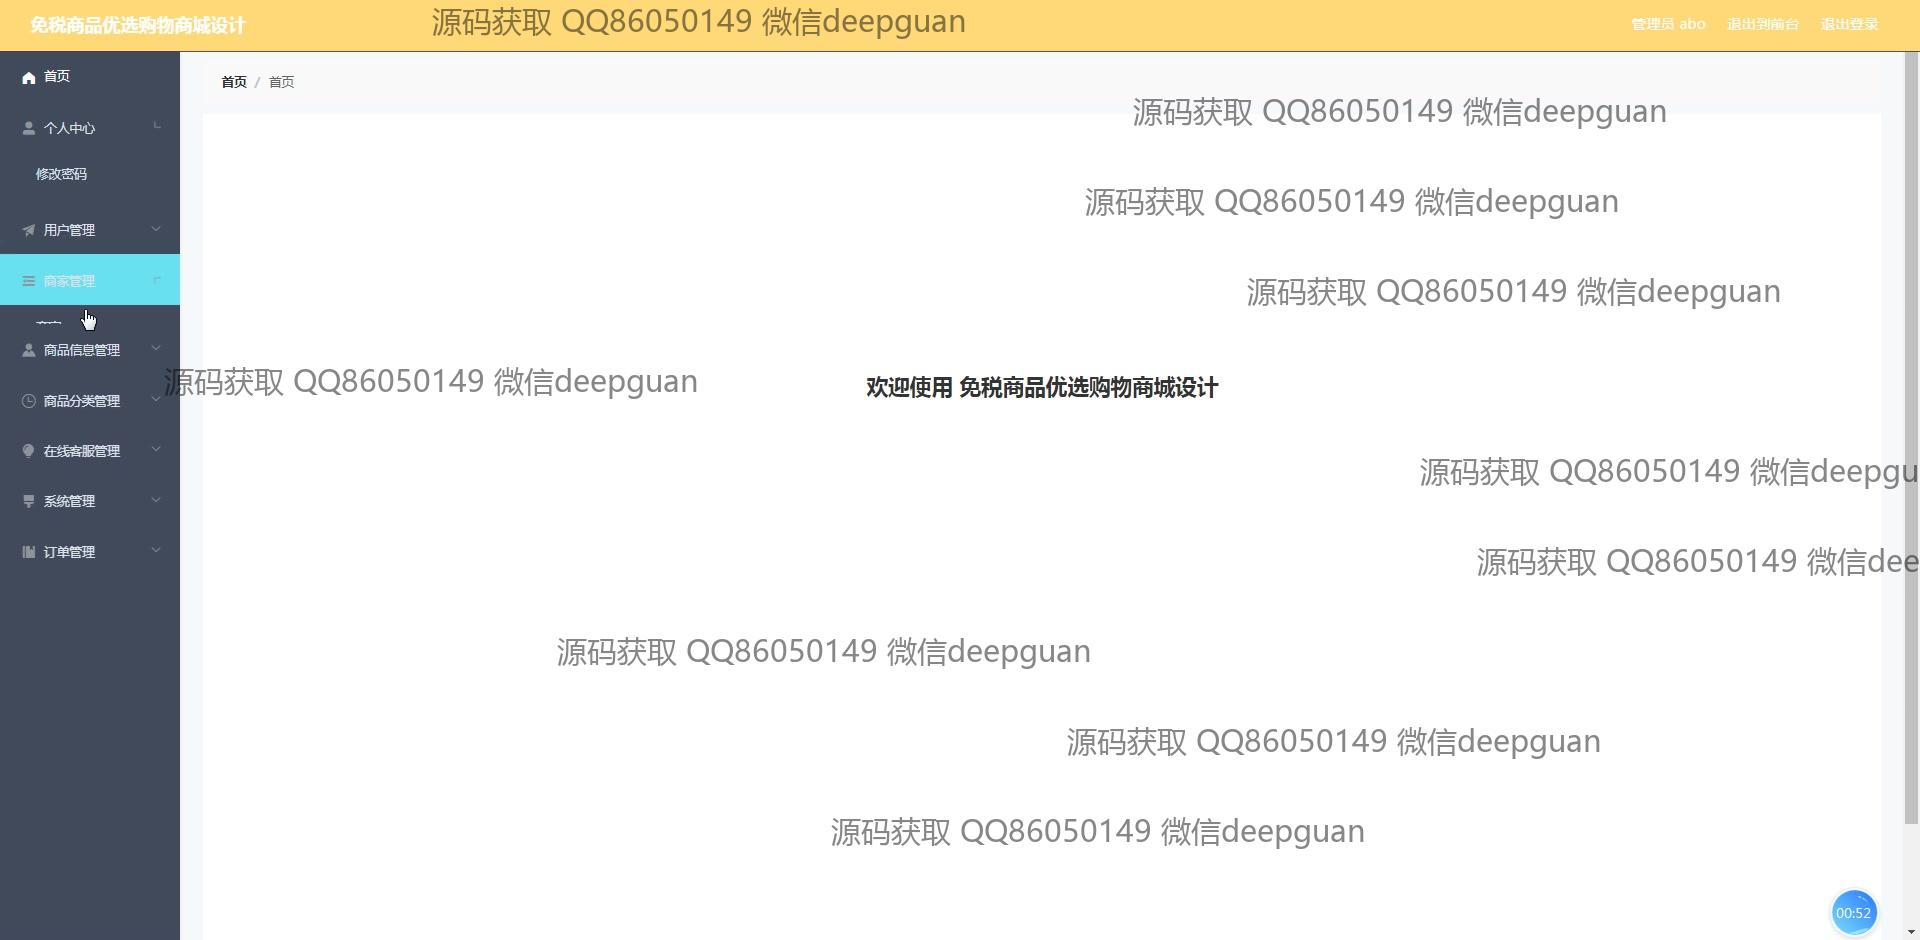 免税商品优选购物商城设计
源码获取 QQ86050149 微信deepguan
管理员 abo
退出到前台
退出登录
首页
首页 / 首页
源码获取 QQ86050149 微信deepguan
个人中心
修改密码
源码获取 QQ86050149 微信deepguan
用户管理
商家管理
源码获取 QQ86050149 微信deepguan
商品信息管理
源码获取 QQ86050149 微信deepguan
欢迎使用 免税商品优选购物商城设计
商品分类管理
在线客服管理
源码获取 QQ86050149 微信deepgu
系统管理
订单管理
源码获取 QQ86050149 微信dee
源码获取 QQ86050149 微信deepguan
源码获取 QQ86050149 微信deepguan
源码获取 QQ86050149 微信deepguan
00:52